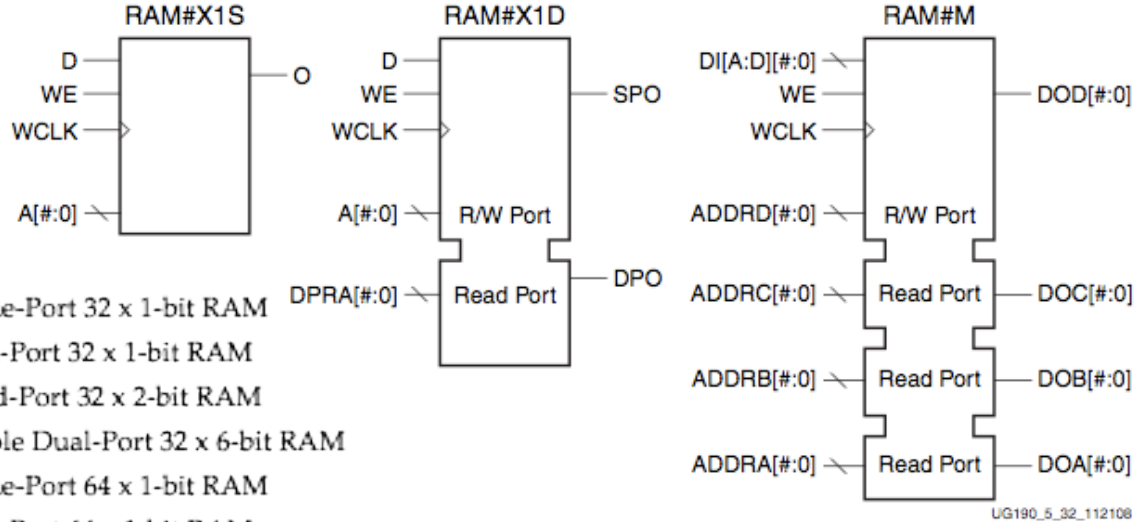 RAM#X1S
D
WE
WCLK
A[#:0]
O
RAM#X1D
D
WE
WCLK
A[#:0]
R/W Port
SPO
DPRA[#:0]
Read Port
DPO
RAM#M
DI[A:D][#:0]
WE
WCLK
DOD[#:0]
ADDRD[#:0]
R/W Port
ADDRC[#:0]
Read Port
DOC[#:0]
ADDRB[#:0]
Read Port
DOB[#:0]
ADDRA[#:0]
Read Port
DOA[#:0]
e-Port 32 x 1-bit RAM
-Port 32 x 1-bit RAM
d-Port 32 x 2-bit RAM
ple Dual-Port 32 x 6-bit RAM
e-Port 64 x 1-bit RAM
UG190_5_32_112108